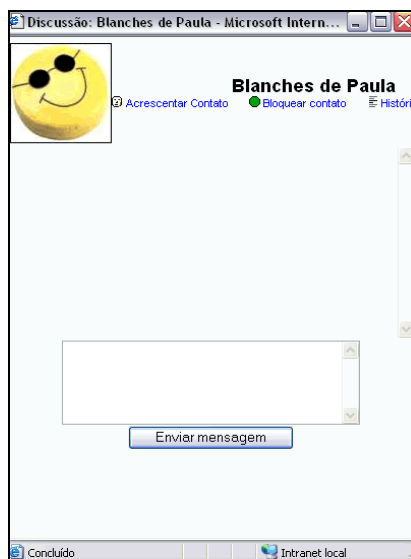 Discussão: Blanches de Paula - Microsoft Intern...
Blanches de Paula
Acrescentar Contato Bloquear contato Históri
Enviar mensagem
Concluído Intranet local